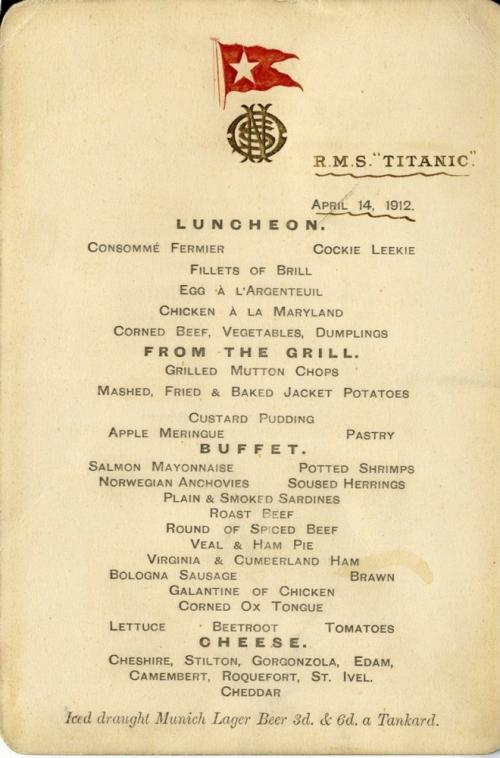 R.M.S. "TITANIC".
APRIL 14, 1912.
LUNCHEON.
CONSOMMÉ FERMIER COCKIE LEEKIE
FILLETS OF BRILL
EGG À L'ARGENTEUIL
CHICKEN À LA MARYLAND
CORNED BEEF, VEGETABLES, DUMPLINGS
FROM THE GRILL.
GRILLED MUTTON CHOPS
MASHED, FRIED & BAKED JACKET POTATOES
CUSTARD PUDDING
APPLE MERINGUE PASTRY
BUFFET.
SALMON MAYONNAISE POTTED SHRIMPS
NORWEGIAN ANCHOVIES SOUSED HERRINGS
PLAIN & SMOKED SARDINES
ROAST BEEF
ROUND OF SPICED BEEF
VEAL & HAM PIE
VIRGINIA & CUMBERLAND HAM
BOLOGNA SAUSAGE BRAWN
GALANTINE OF CHICKEN
CORNED OX TONGUE
LETTUCE BEETROOT TOMATOES
CHEESE.
CHESHIRE, STILTON, GORGONZOLA, EDAM,
CAMEMBERT, ROQUEFORT, ST. IVEL.
CHEDDAR
Iced draught Munich Lager Beer 3d. & 6d. a Tankard.